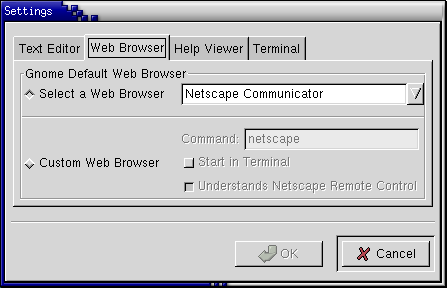 Settings
Text Editor Web Browser Help Viewer Terminal
Gnome Default Web Browser
Select a Web Browser Netscape Communicator
Command: netscape
Custom Web Browser Start in Terminal
Understands Netscape Remote Control
OK Cancel